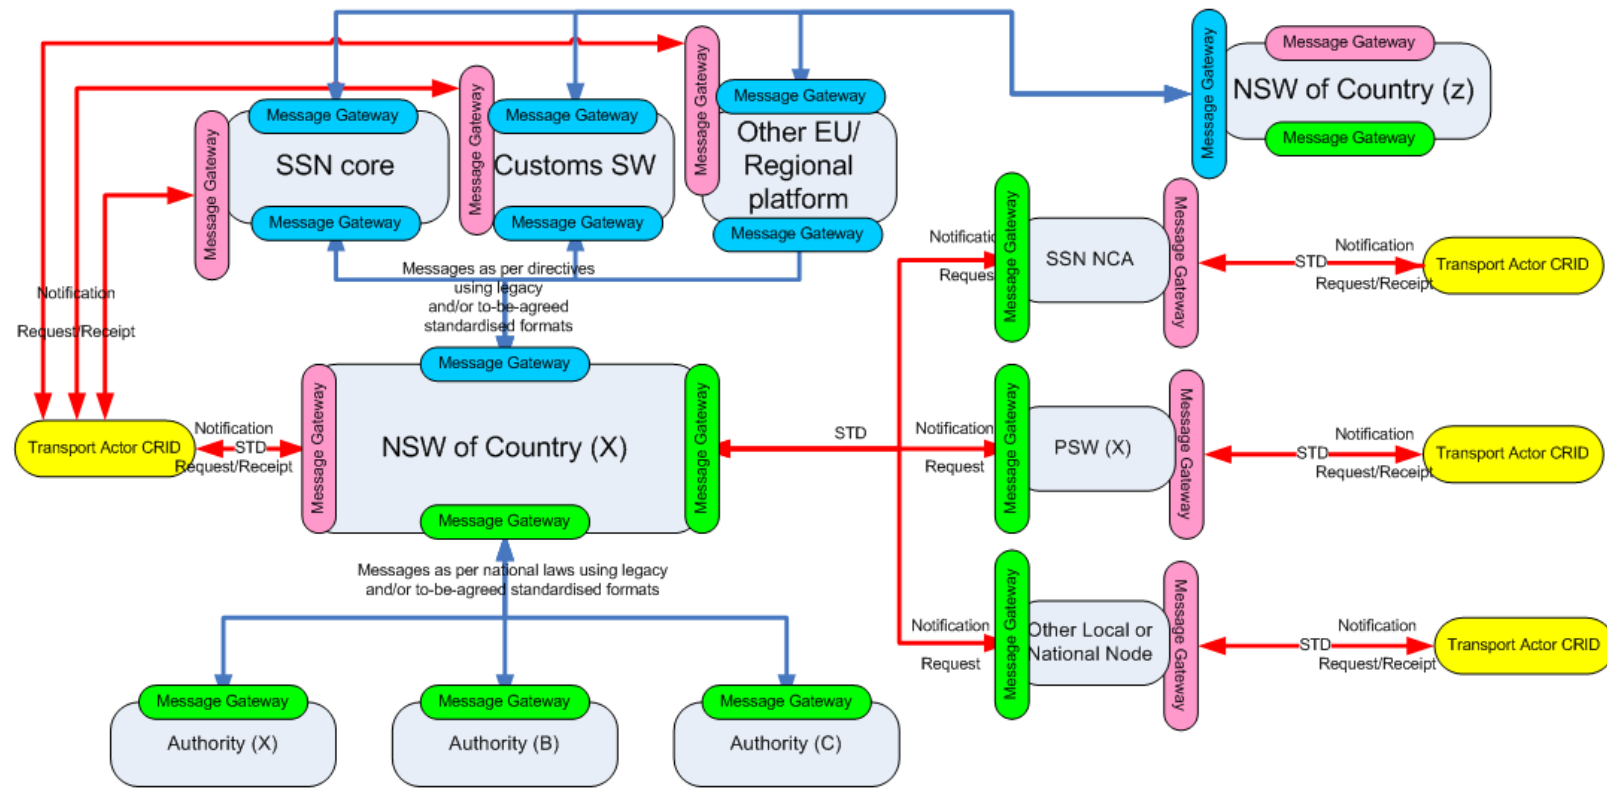 Message Gateway
Message Gateway
NSW of Country (z)
Message Gateway
Message Gateway
Message Gateway
SSN core
Message Gateway
Message Gateway
Message Gateway
Customs SW
Message Gateway
Message Gateway
Message Gateway
Other EU/
Regional
platform
Message Gateway
Messages as per directives
using legacy
and/or to-be-agreed
standardised formats
Notification
Request/Receipt
Transport Actor CRID
Notification
STD
Request/Receipt
Message Gateway
Message Gateway
NSW of Country (X)
Message Gateway
Message Gateway
STD
Notification
Request
Message Gateway
SSN NCA
Message Gateway
Notification
STD
Request/Receipt
Transport Actor CRID
Notification
Request
Message Gateway
PSW (X)
Message Gateway
Notification
STD
Request/Receipt
Transport Actor CRID
Notification
Request
Message Gateway
Other Local or
National Node
Message Gateway
Notification
STD
Request/Receipt
Transport Actor CRID
Messages as per national laws using legacy
and/or to-be-agreed standardised formats
Message Gateway
Authority (X)
Message Gateway
Authority (B)
Message Gateway
Authority (C)